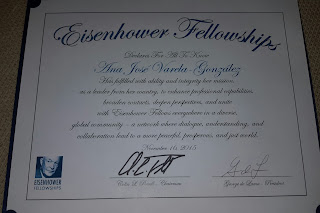 Eisenhower Fellowships
Declares For All To Know
Ana José Varela-González
Has fulfilled with ability and integrity her mission,
as a leader from her country, to enhance professional capabilities,
broaden contacts, deepen perspectives, and unite
with Eisenhower Fellows everywhere in a diverse,
global community – a network where dialogue, understanding, and
collaboration lead to a more peaceful, prosperous, and just world.
November 10, 2015
EISENHOWER
FELLOWSHIPS
Colin L. Powell – Chairman
George de Lama – President